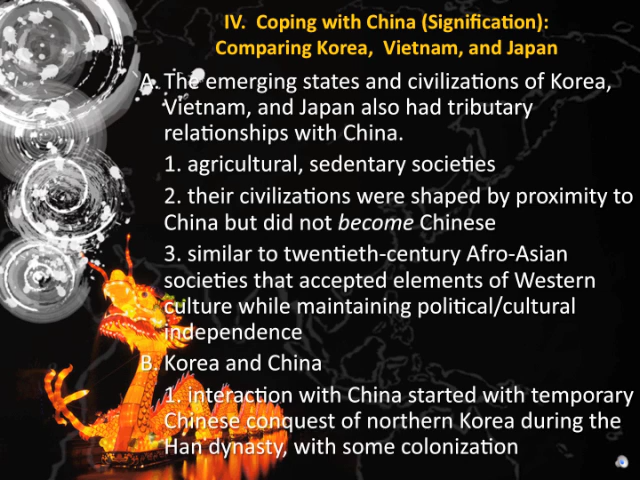 IV. Coping with China (Signification):
Comparing Korea, Vietnam, and Japan
A. The emerging states and civilizations of Korea,
Vietnam, and Japan also had tributary
relationships with China.
1. agricultural, sedentary societies
2. their civilizations were shaped by proximity to
China but did not become Chinese
3. similar to twentieth-century Afro-Asian
societies that accepted elements of Western
culture while maintaining political/cultural
independence
B. Korea and China
1. interaction with China started with temporary
Chinese conquest of northern Korea during the
Han dynasty, with some colonization